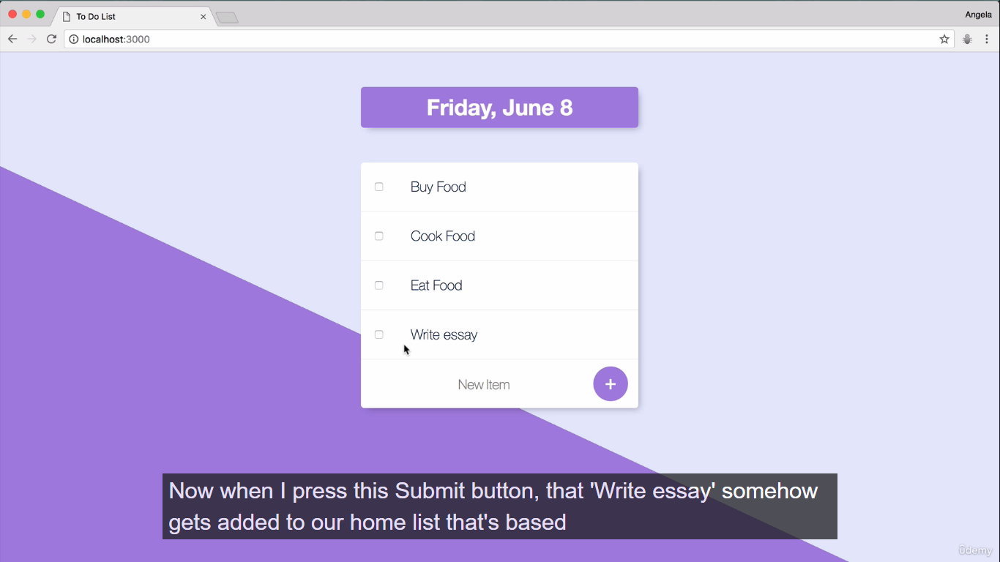 To Do List
Angela
localhost:3000
Friday, June 8
Buy Food
Cook Food
Eat Food
Write essay
New Item
+
Now when I press this Submit button, that 'Write essay' somehow
gets added to our home list that's based
ûdemy